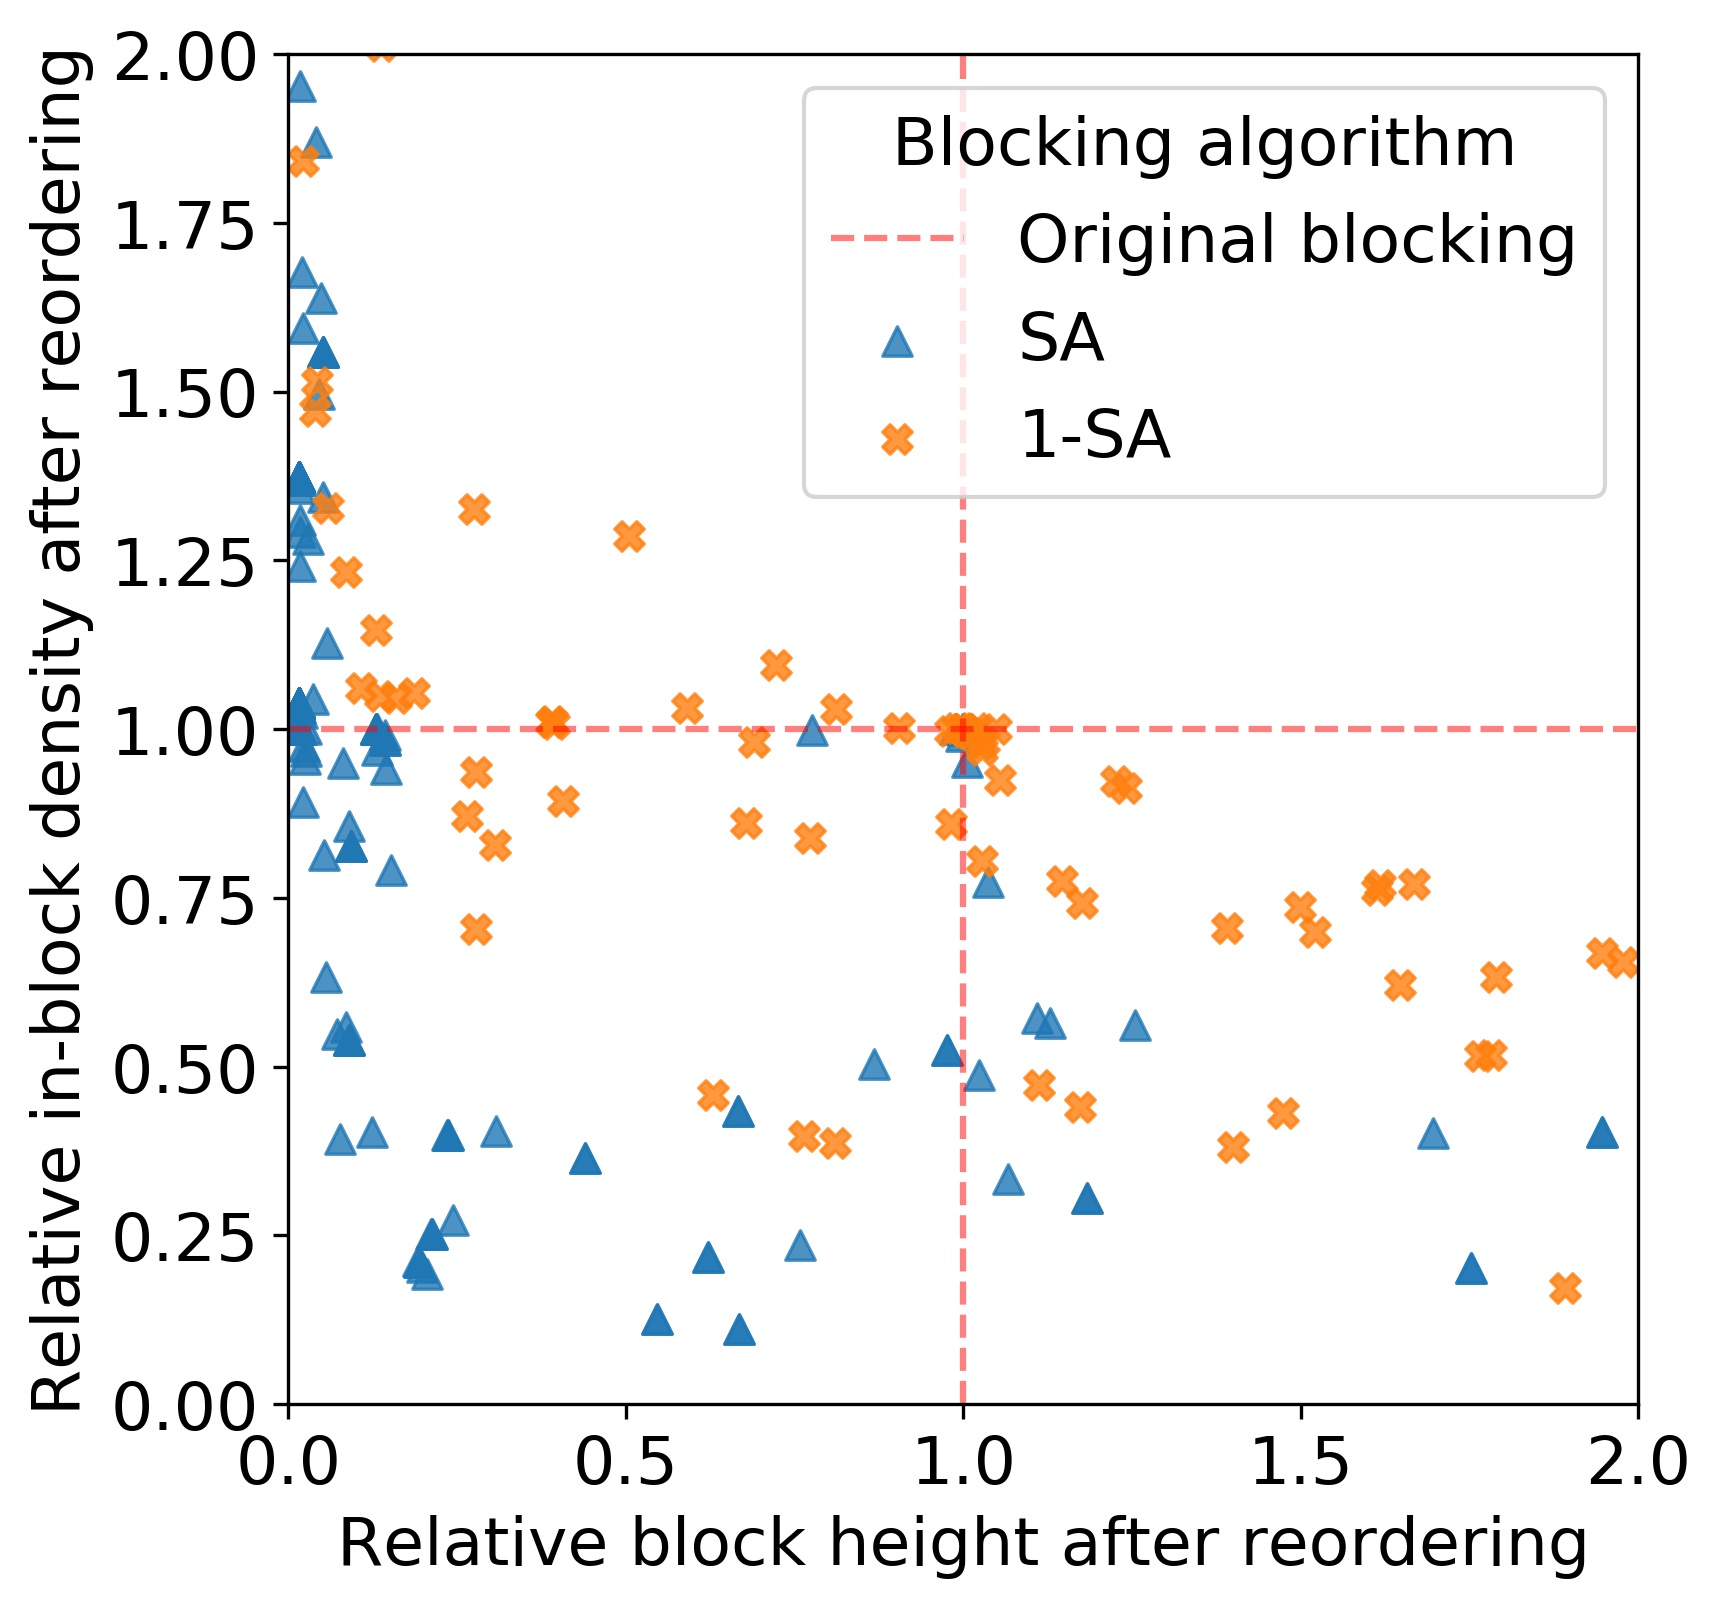 Relative in-block density after reordering
2.00
1.75
1.50
1.25
1.00
0.75
0.50
0.25
0.00
Blocking algorithm
Original blocking
SA
1-SA
0.0
0.5
1.0
1.5
2.0
Relative block height after reordering